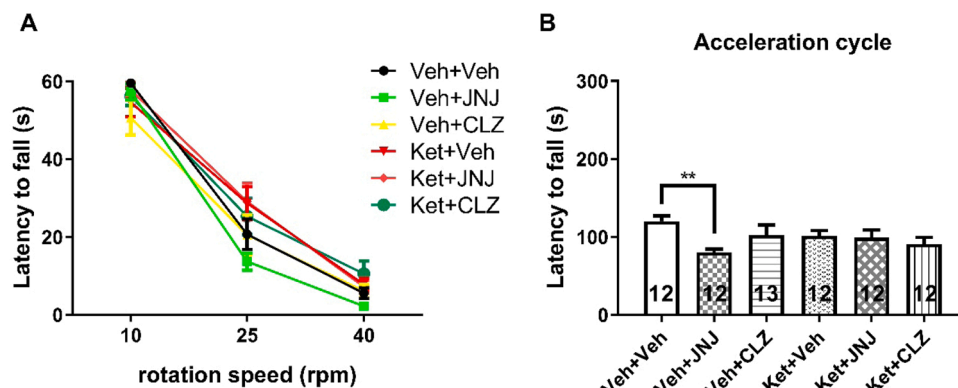 A
Latency to fall (s)
60
40
20
0
10 25 40
rotation speed (rpm)
Veh+Veh
Veh+JNJ
Veh+CLZ
Ket+Veh
Ket+JNJ
Ket+CLZ
B
Acceleration cycle
Latency to fall (s)
300
200
100
0
**
12 12 13 12 12 12
Veh+Veh
Veh+JNJ
Veh+CLZ
Ket+Veh
Ket+JNJ
Ket+CLZ